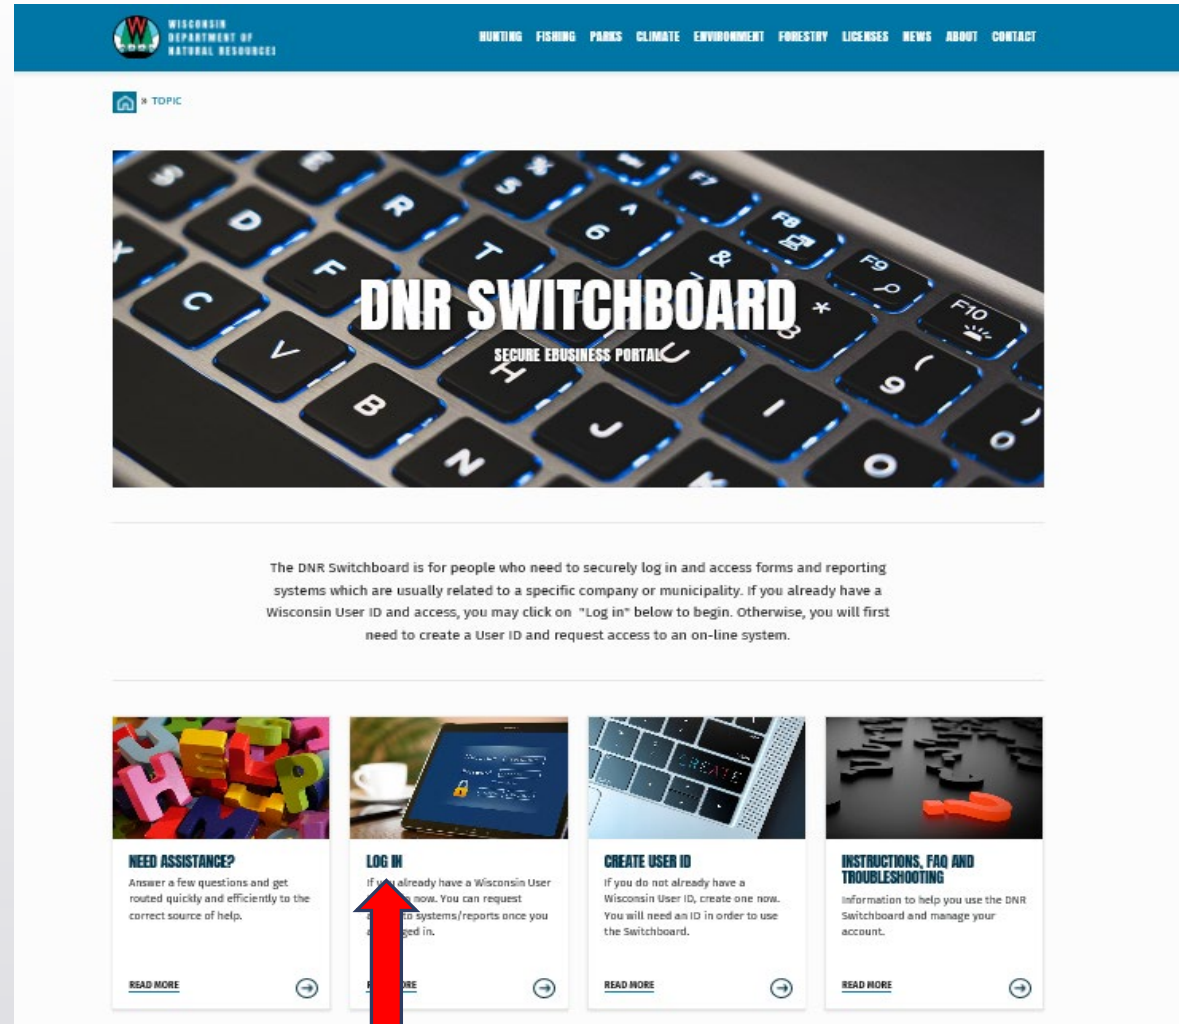 WISCONSIN
DEPARTMENT OF
NATURAL RESOURCES
HUNTING FISHING PARKS CLIMATE ENVIRONMENT FORESTRY LICENSES NEWS ABOUT CONTACT
» TOPIC
DNR SWITCHBOARD
SECURE EBUSINESS PORTAL
The DNR Switchboard is for people who need to securely log in and access forms and reporting
systems which are usually related to a specific company or municipality. If you already have a
Wisconsin User ID and access, you may click on "Log in" below to begin. Otherwise, you will first
need to create a User ID and request access to an on-line system.
HELP
CREATE
NEED ASSISTANCE?
Answer a few questions and get
routed quickly and efficiently to the
correct source of help.
READ MORE
LOG IN
If you already have a Wisconsin User
now. You can request
to systems/reports once you
in.
CREATE USER ID
If you do not already have a
Wisconsin User ID, create one now.
You will need an ID in order to use
the Switchboard.
READ MORE
INSTRUCTIONS, FAQ AND
TROUBLESHOOTING
Information to help you use the DNR
Switchboard and manage your
account.
READ MORE